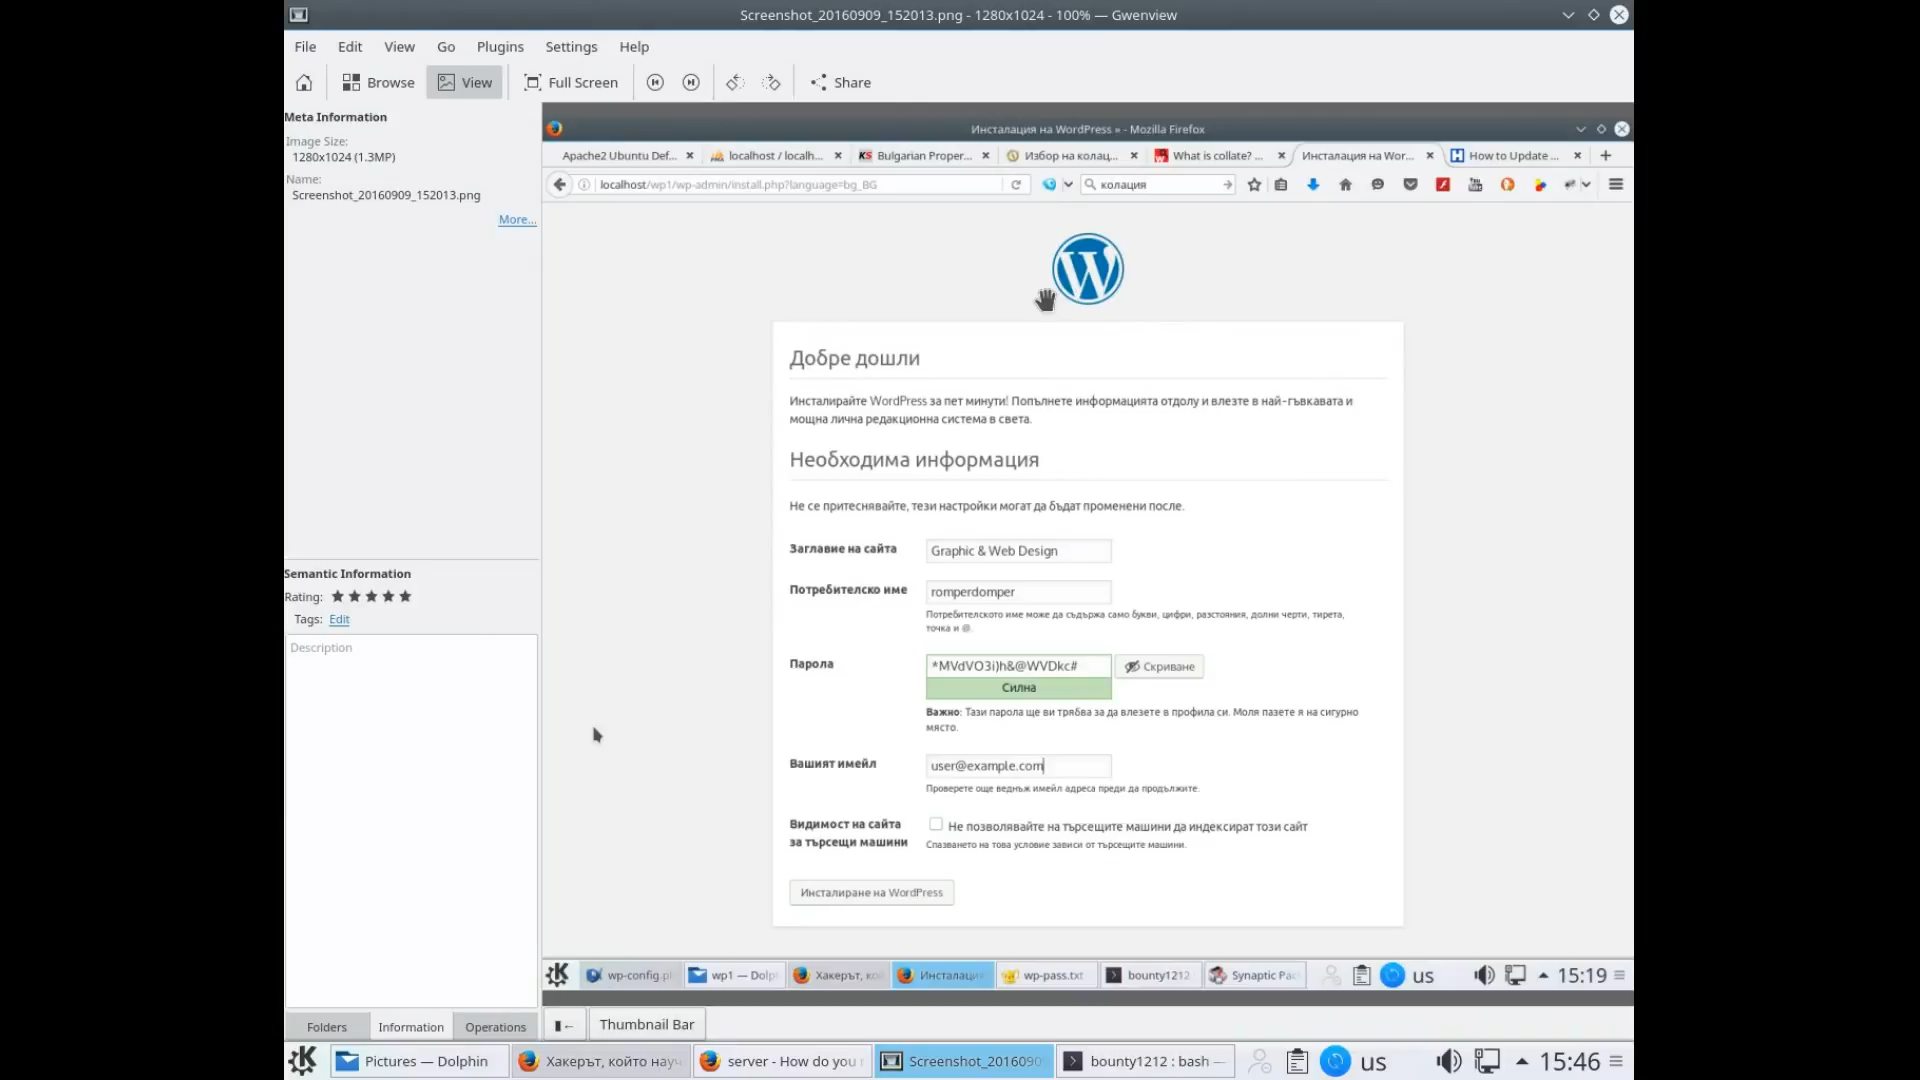 Screenshot_20160909_152013.png - 1280x1024 - 100% — Gwenview
File Edit View Go Plugins Settings Help
Browse View Full Screen Share
Meta Information
Image Size:
1280x1024 (1.3MP)
Name:
Screenshot_20160909_152013.png
More...
Semantic Information
Rating:
Tags: Edit
Description
Folders Information Operations
Инсталация на WordPress » - Mozilla Firefox
Apache2 Ubuntu Def... localhost / localh... KS Bulgarian Proper... Избор на колац... What is collate? ... Инсталация на Wor... How to Update ...
localhost/wp1/wp-admin/install.php?language=bg_BG колация
Добре дошли
Инсталирайте WordPress за пет минути! Попълнете информацията отдолу и влезте в най-гъвкавата и
мощна лична редакционна система в света.
Необходима информация
Не се притеснявайте, тези настройки могат да бъдат променени после.
Заглавие на сайта Graphic & Web Design
Потребителско име romperdomper
Потребителското име може да съдържа само букви, цифри, разстояния, долни черти, тирета,
точка и @.
Парола *MVdVO3i)h&@WVDkc# Скриване
Силна
Важно: Тази парола ще ви трябва за да влезете в профила си. Моля пазете я на сигурно
място.
Вашият имейл user@example.com
Проверете още веднъж имейл адреса преди да продължите.
Видимост на сайта
за търсещи машини
Не позволявайте на търсещите машини да индексират този сайт
Спазването на това условие зависи от търсещите машини.
Инсталиране на WordPress
wp-config.p wp1 — Dolp Хакерът, ко Инсталаци wp-pass.txt bounty1212 Synaptic Pac us 15:19
Thumbnail Bar
Pictures — Dolphin Хакерът, който науч server - How do you Screenshot_2016090 bounty1212 : bash — us 15:46